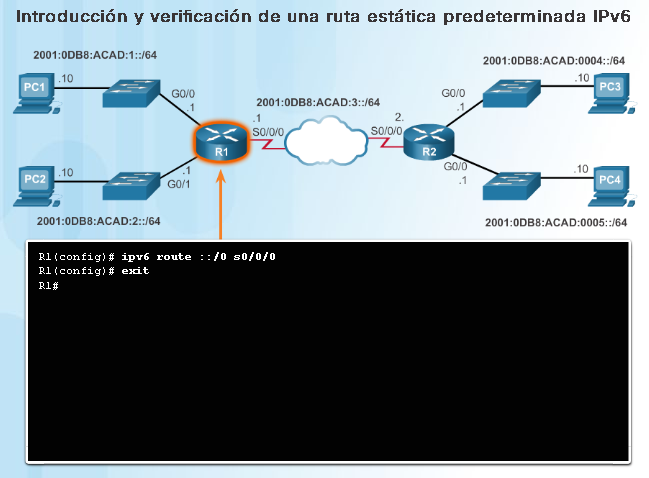 Introducción y verificación de una ruta estática predeterminada IPv6
2001:0DB8:ACAD:1::/64
2001:0DB8:ACAD:0004::/64
PC1
.10
G0/0
.1
2001:0DB8:ACAD:3::/64
.1
S0/0/0
R1
2.
S0/0/0
R2
G0/0
.1
.10
PC3
PC2
.10
.1
G0/1
G0/0
.1
.10
PC4
2001:0DB8:ACAD:2::/64
2001:0DB8:ACAD:0005::/64
R1(config)# ipv6 route ::/0 s0/0/0
R1(config)# exit
R1#